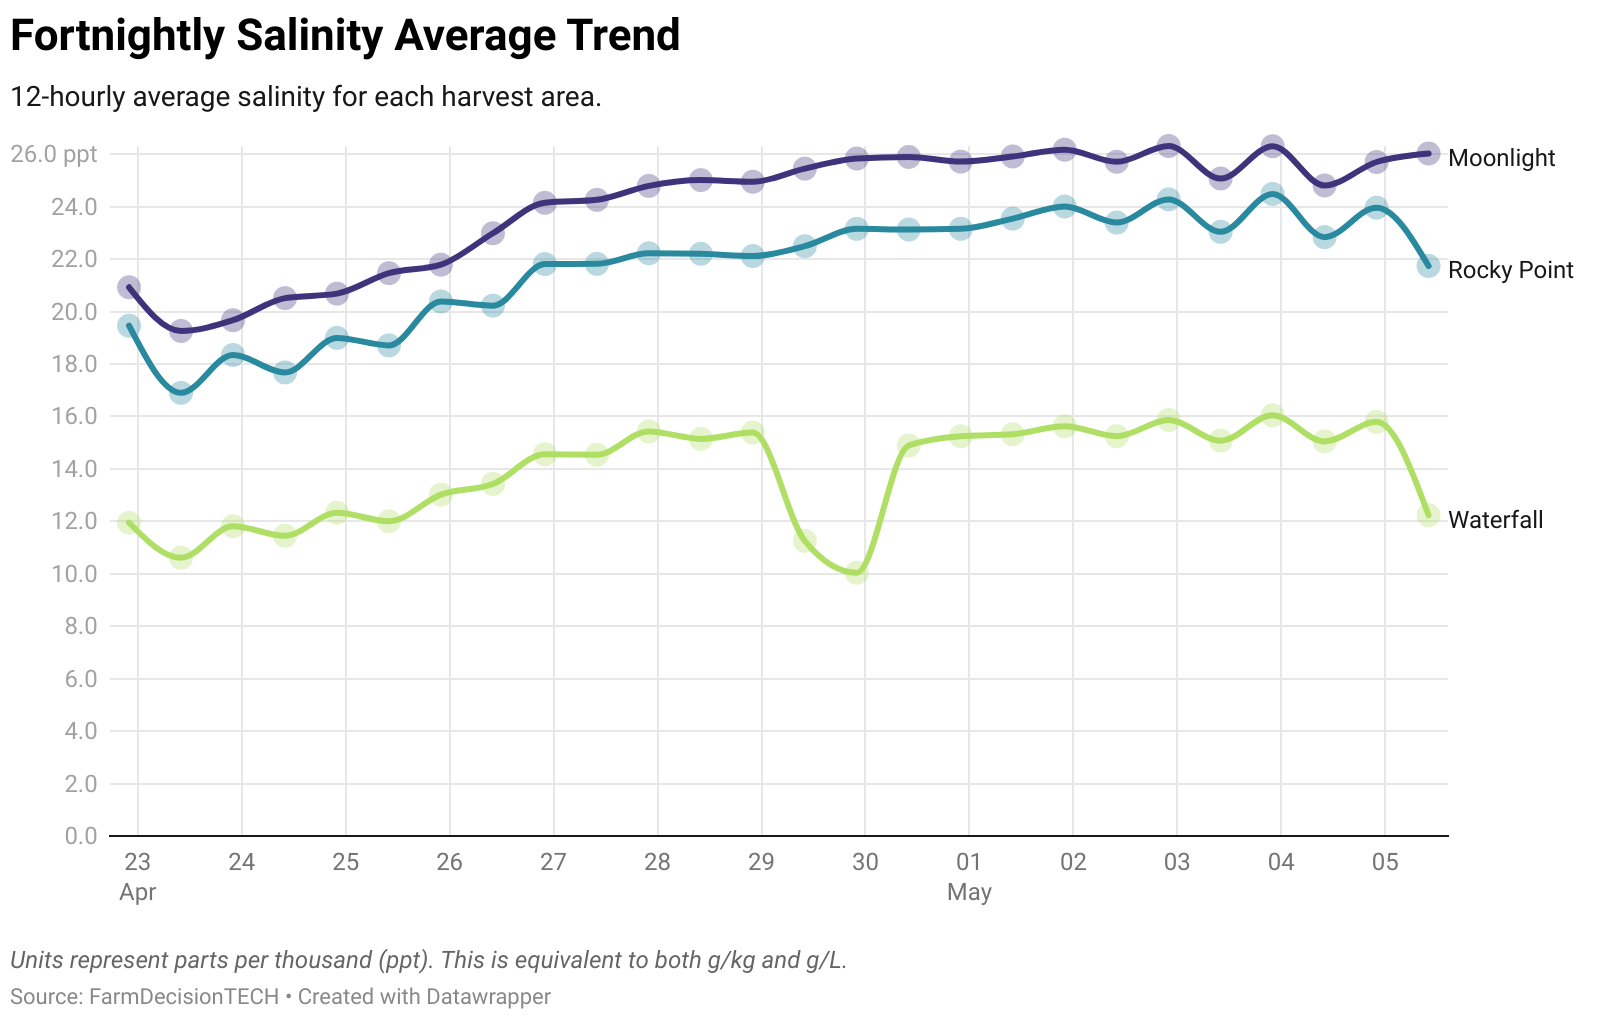 Fortnightly Salinity Average Trend
12-hourly average salinity for each harvest area.
26.0 ppt
Moonlight
24.0
22.0
Rocky Point
20.0
18.0
16.0
14.0
12.0
Waterfall
10.0
8.0
6.0
4.0
2.0
0.0
23 24 25 26 27 28 29 30 01 02 03 04 05
Apr May
Units represent parts per thousand (ppt). This is equivalent to both g/kg and g/L.
Source: FarmDecisionTECH • Created with Datawrapper